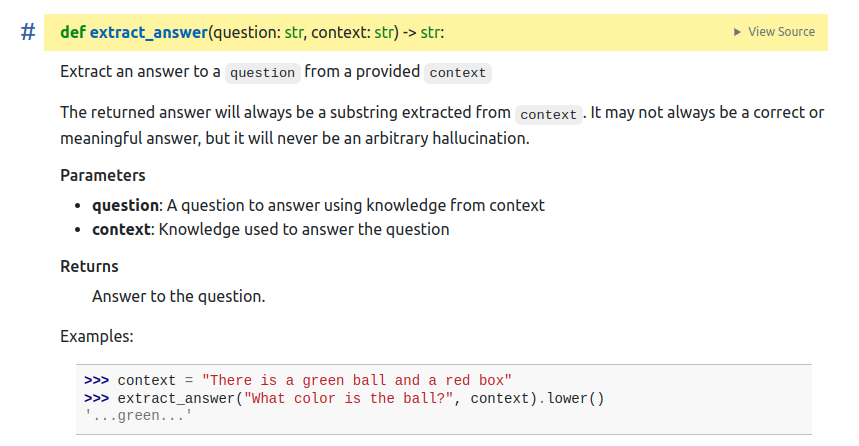 # def extract_answer(question: str, context: str) -> str: ▶ View Source
Extract an answer to a question from a provided context
The returned answer will always be a substring extracted from context. It may not always be a correct or
meaningful answer, but it will never be an arbitrary hallucination.
Parameters
• question: A question to answer using knowledge from context
• context: Knowledge used to answer the question
Returns
Answer to the question.
Examples:
>>> context = "There is a green ball and a red box"
>>> extract_answer("What color is the ball?", context).lower()
'...green...'